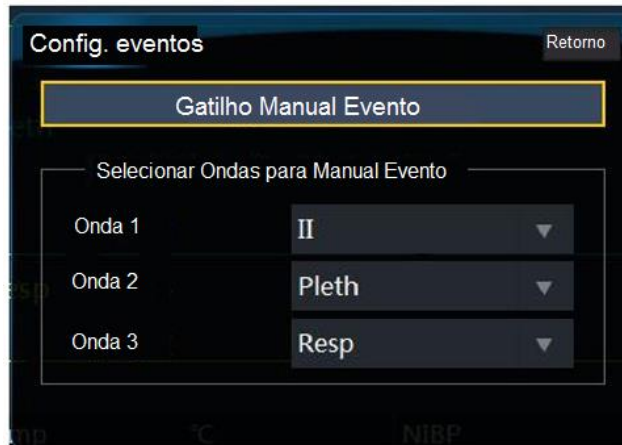 Config. eventos
Retorno
Gatilho Manual Evento
Selecionar Ondas para Manual Evento
Onda 1 II
Onda 2 Pleth
Onda 3 Resp
℃ NIBP